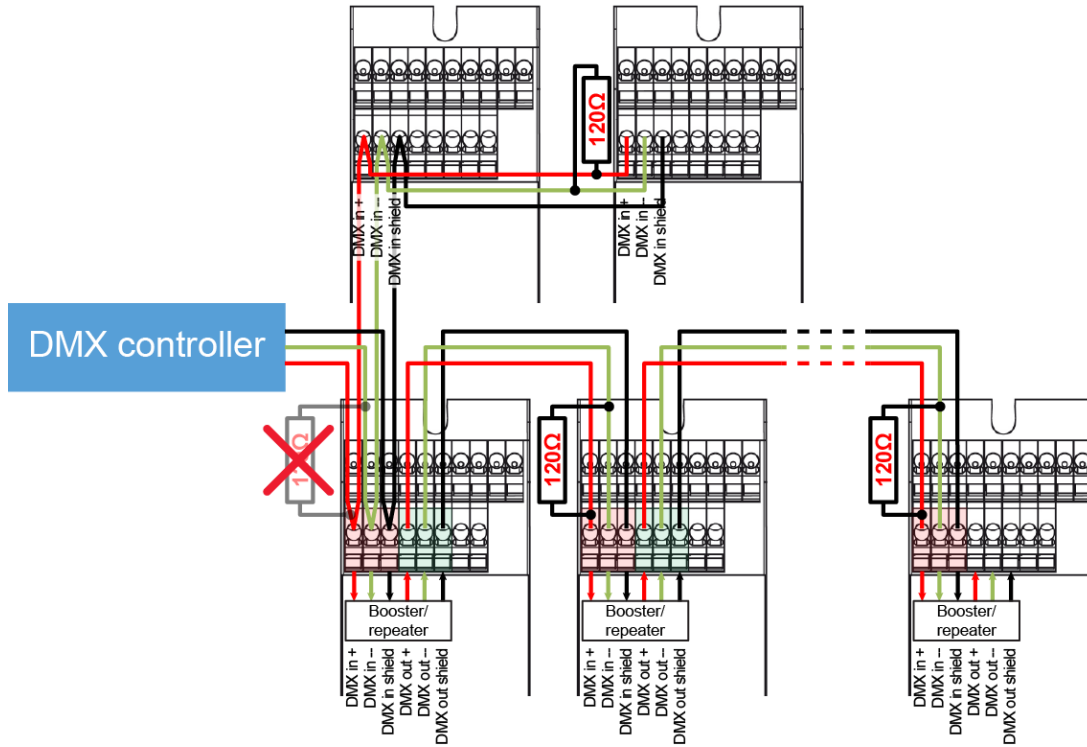 120Ω
DMX in +
DMX in --
DMX in shield
DMX in +
DMX in --
DMX in shield
DMX controller
120Ω
120Ω
Booster/
repeater
Booster/
repeater
Booster/
repeater
DMX in +
DMX in --
DMX in shield
DMX out +
DMX out --
DMX out shield
DMX in +
DMX in --
DMX in shield
DMX out +
DMX out --
DMX out shield
DMX in +
DMX in --
DMX in shield
DMX out +
DMX out --
DMX out shield